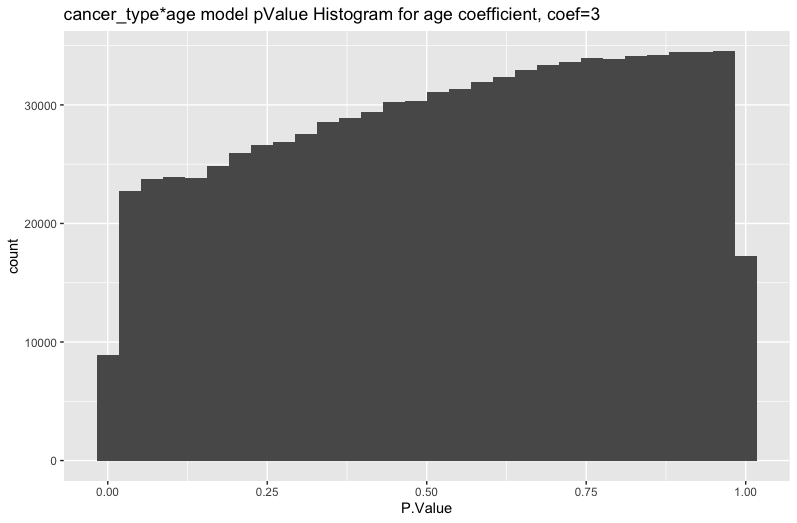 cancer_type*age model pValue Histogram for age coefficient, coef=3
30000
20000
10000
0
count
0.00 0.25 0.50 0.75 1.00
P.Value